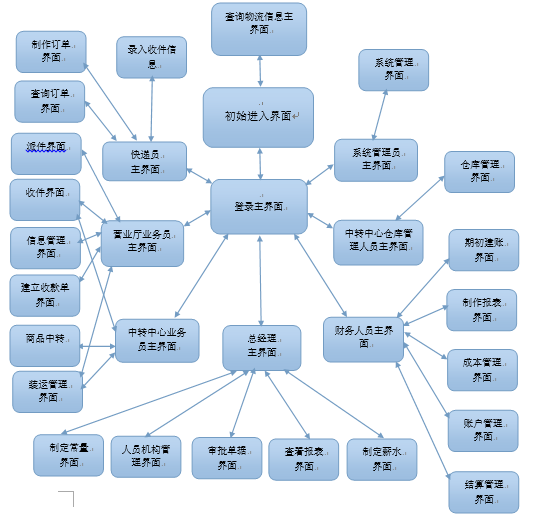 查询物流信息主
界面
制作订单
界面
录入收件信
息
系统管理
界面
查询订单
界面
初始进入界面
派件界面
快递员
主界面
系统管理员
主界面
仓库管理
界面
收件界面
登录主界面
信息管理
界面
营业厅业务员
主界面
中转中心仓库管
理人员主界面
期初建账
界面
建立收款单
界面
制作报表
界面
商品中转
中转中心业务
员主界面
总经理
主界面
财务人员主界
面
装运管理
界面
成本管理
界面
账户管理
界面
制定常量
界面
人员机构管
理界面
审批单据
界面
查看报表
界面
制定薪水
界面
结算管理
界面